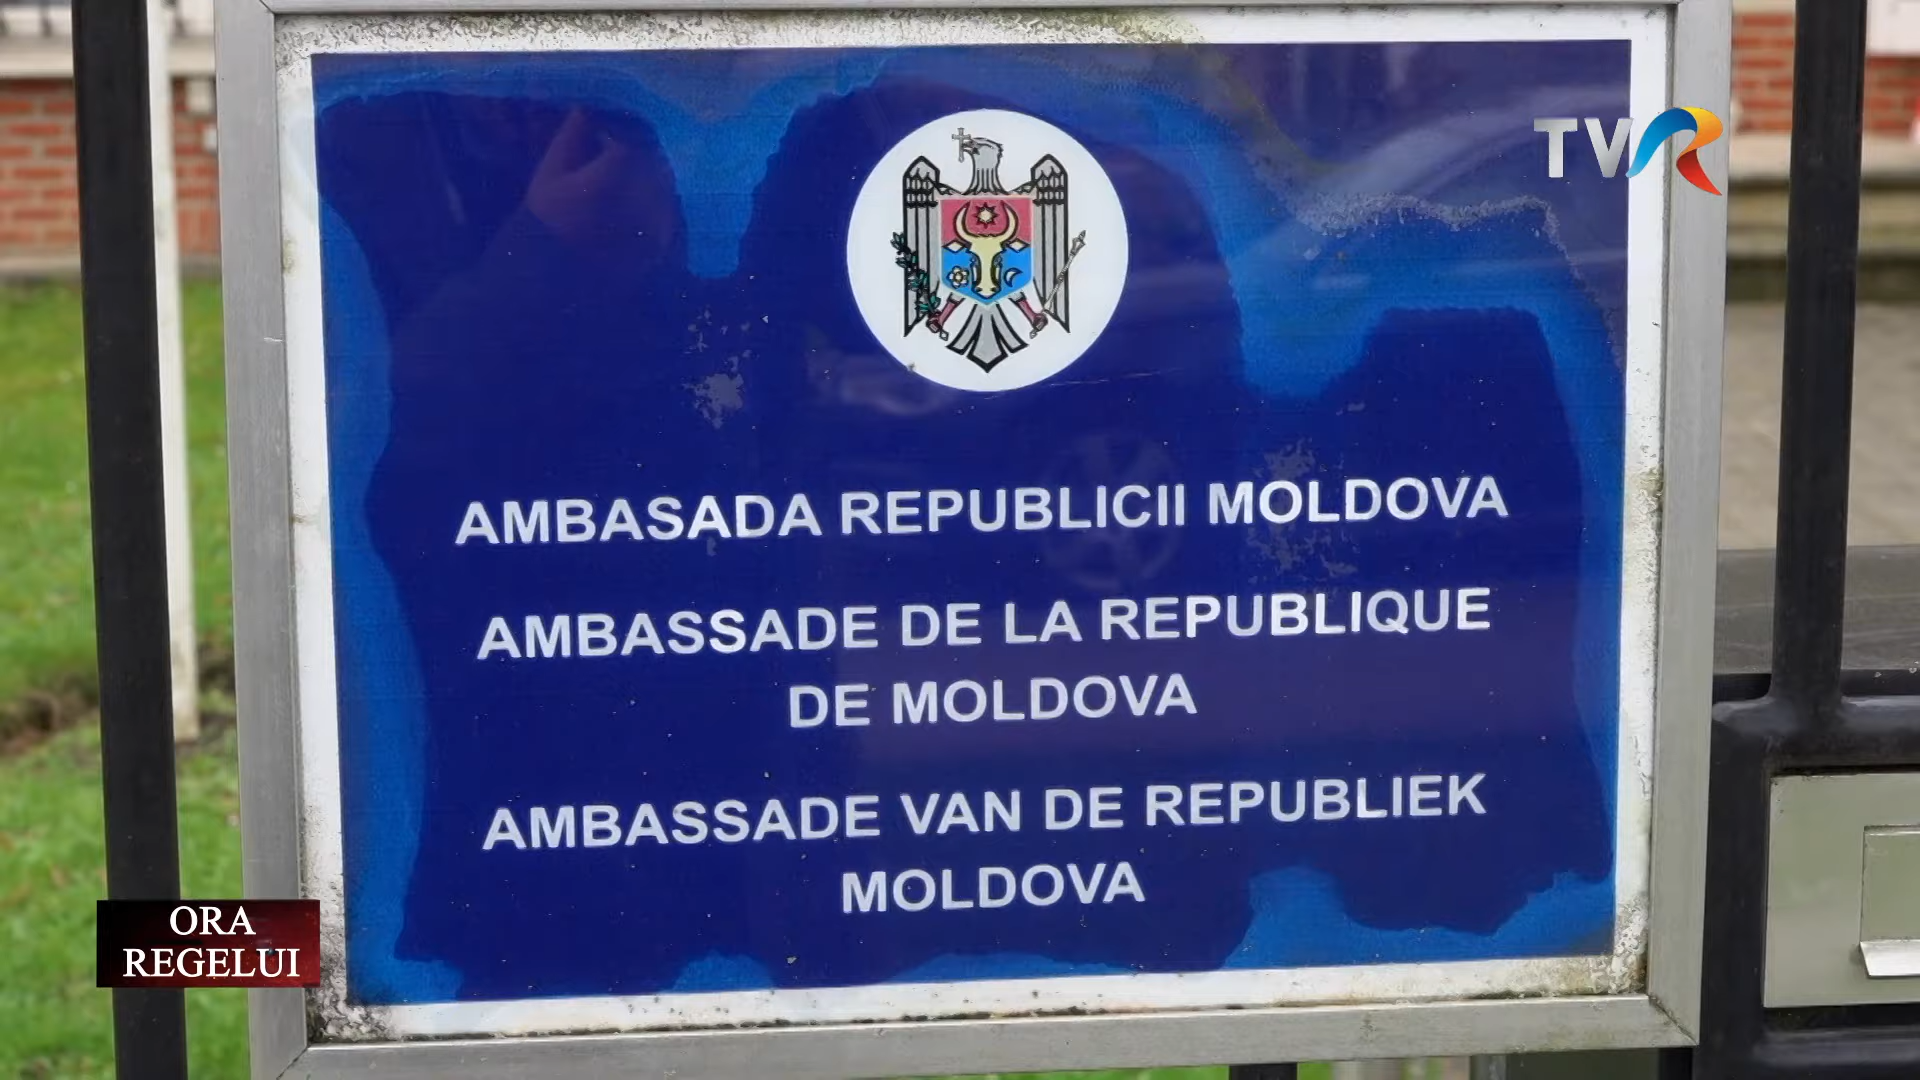 TVR
AMBASADA REPUBLICII MOLDOVA
AMBASSADE DE LA REPUBLIQUE
DE MOLDOVA
AMBASSADE VAN DE REPUBLIEK
MOLDOVA
ORA
REGELUI